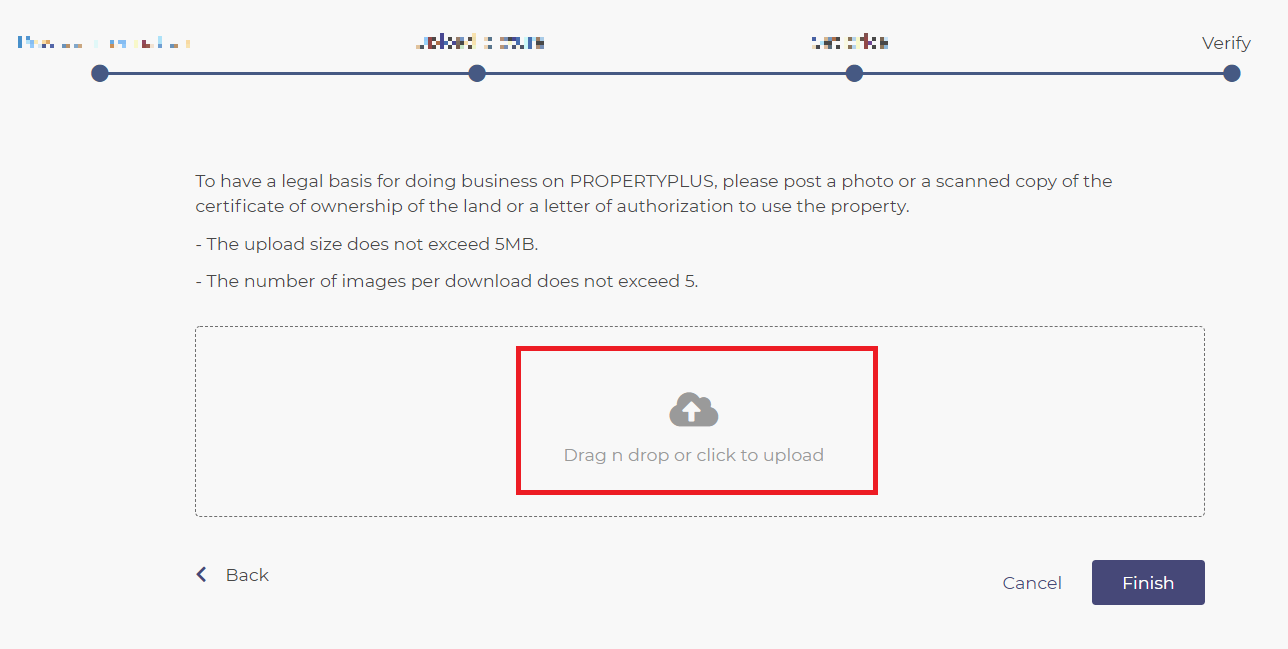 Verify
To have a legal basis for doing business on PROPERTYPLUS, please post a photo or a scanned copy of the
certificate of ownership of the land or a letter of authorization to use the property.
- The upload size does not exceed 5MB.
- The number of images per download does not exceed 5.
Drag n drop or click to upload
Back
Cancel
Finish